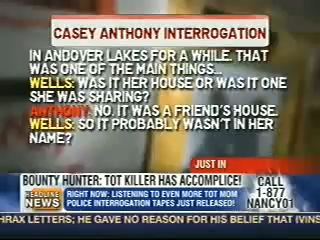 CASEY ANTHONY INTERROGATION
IN ANDOVER LAKES FOR A WHILE. THAT
WAS ONE OF THE MAIN THINGS...
WELLS: WAS IT HER HOUSE OR WAS IT ONE
SHE WAS SHARING?
ANTHONY: NO. IT WAS A FRIEND'S HOUSE.
WELLS: SO IT PROBABLY WASN'T IN HER
NAME?
JUST IN
BOUNTY HUNTER: TOT KILLER HAS ACCOMPLICE!
HEADLINE
NEWS
RIGHT NOW: LISTENING TO EVEN MORE TOT MOM
POLICE INTERROGATION TAPES JUST RELEASED!
CALL
1-877
NANCY01
HRAX LETTERS; HE GAVE NO REASON FOR HIS BELIEF THAT IVINS